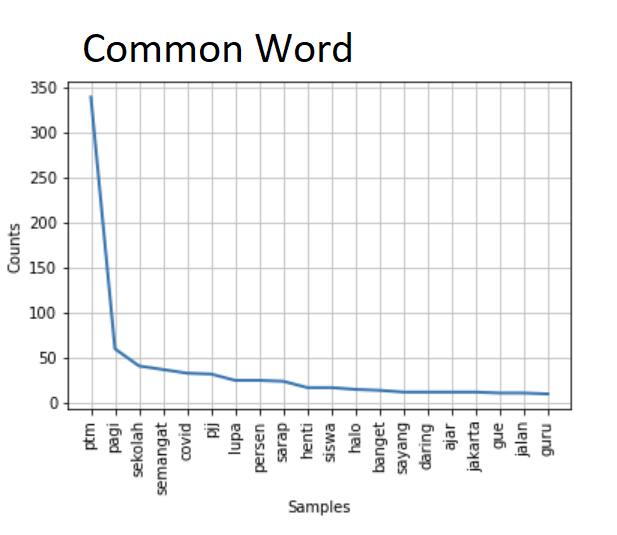 Common Word
350
300
250
200
150
100
50
0
Counts
ptm
pagi
sekolah
semangat
covid
pjj
lupa
persen
sarap
henti
siswa
halo
banget
sayang
daring
ajar
jakarta
gue
jalan
guru
Samples